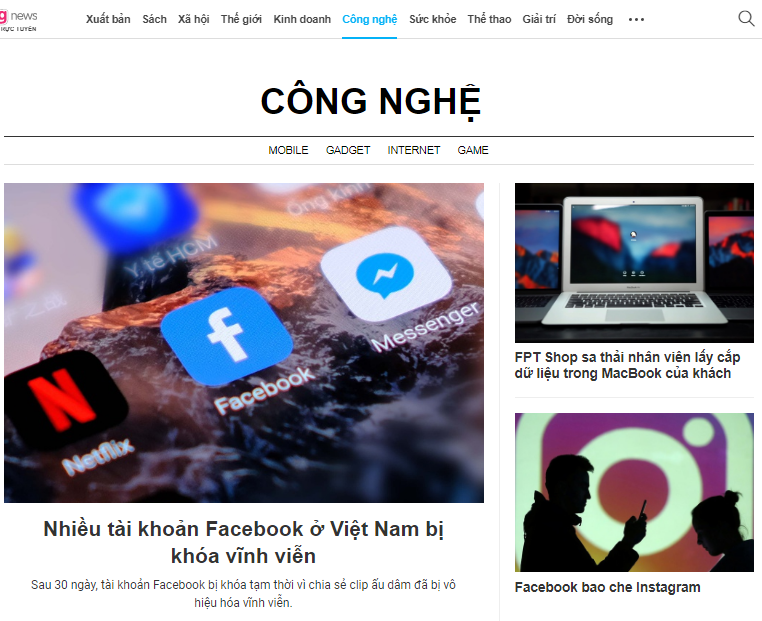 g news
TRỰC TUYẾN
Xuất bản Sách Xã hội Thế giới Kinh doanh Công nghệ Sức khỏe Thể thao Giải trí Đời sống
CÔNG NGHỆ
MOBILE GADGET INTERNET GAME
Y tế HCM
Ống kính
Messenger
Facebook
Netflix
Nhiều tài khoản Facebook ở Việt Nam bị
khóa vĩnh viễn
Sau 30 ngày, tài khoản Facebook bị khóa tạm thời vì chia sẻ clip ấu dâm đã bị vô
hiệu hóa vĩnh viễn.
FPT Shop sa thải nhân viên lấy cắp
dữ liệu trong MacBook của khách
Facebook bao che Instagram